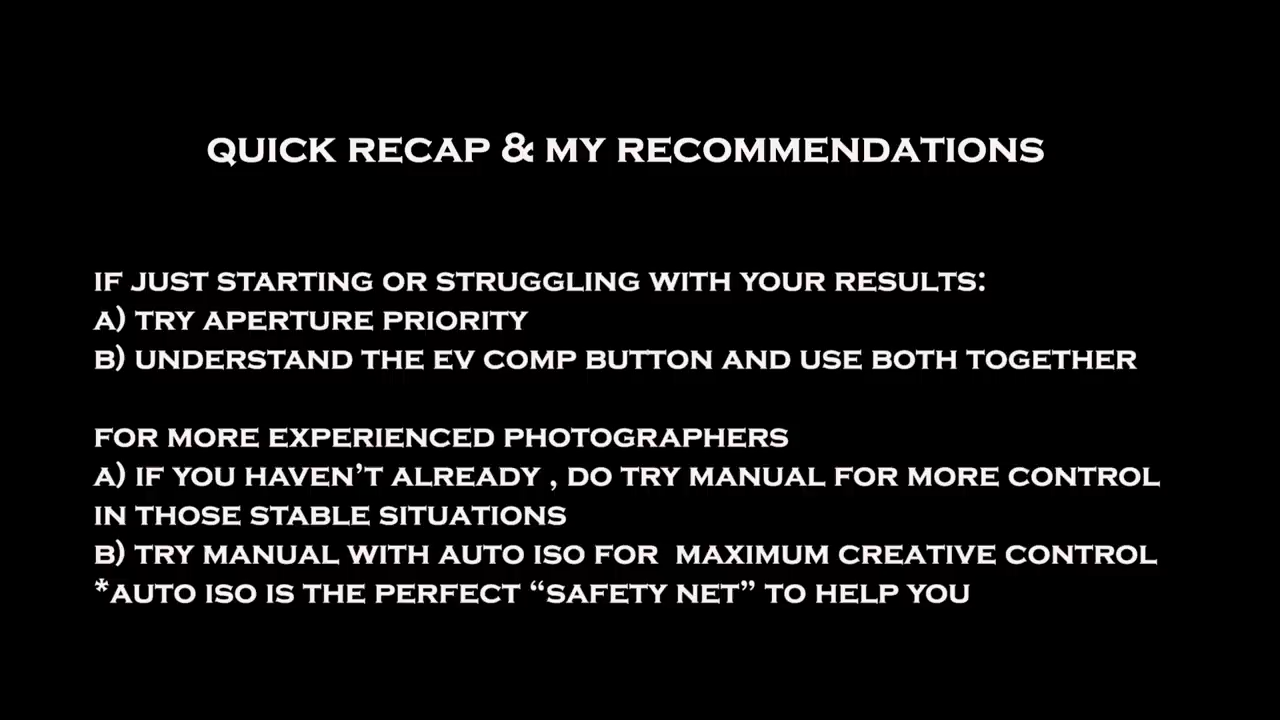 QUICK RECAP & MY RECOMMENDATIONS
IF JUST STARTING OR STRUGGLING WITH YOUR RESULTS:
A) TRY APERTURE PRIORITY
B) UNDERSTAND THE EV COMP BUTTON AND USE BOTH TOGETHER
FOR MORE EXPERIENCED PHOTOGRAPHERS
A) IF YOU HAVEN’T ALREADY , DO TRY MANUAL FOR MORE CONTROL
IN THOSE STABLE SITUATIONS
B) TRY MANUAL WITH AUTO ISO FOR  MAXIMUM CREATIVE CONTROL
*AUTO ISO IS THE PERFECT “SAFETY NET” TO HELP YOU